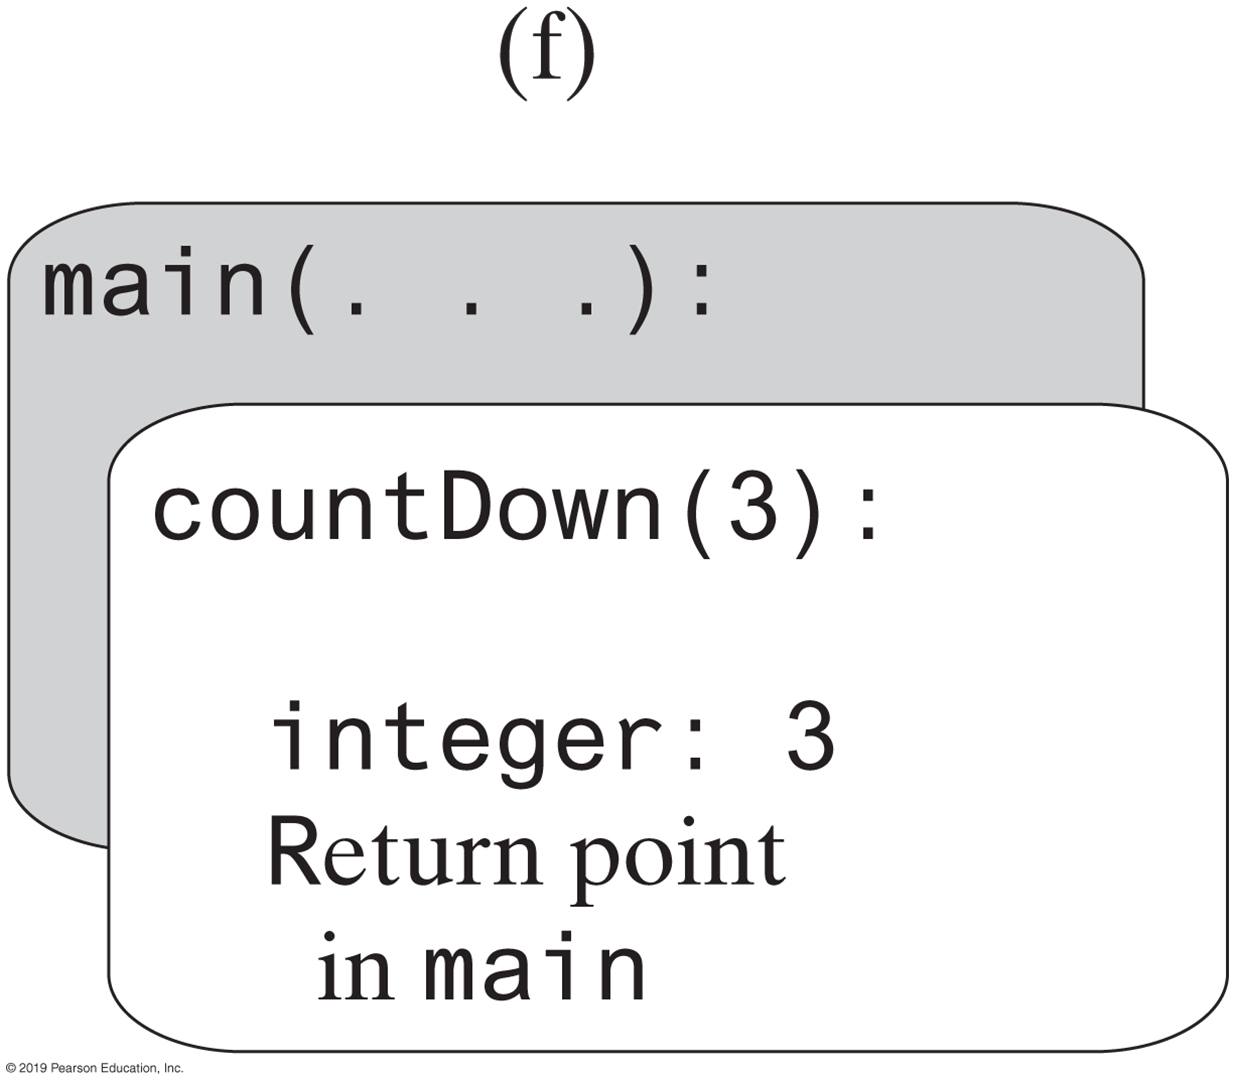 (f)
main(. . .):
countDown(3):
integer: 3
Return point
in main
© 2019 Pearson Education, Inc.